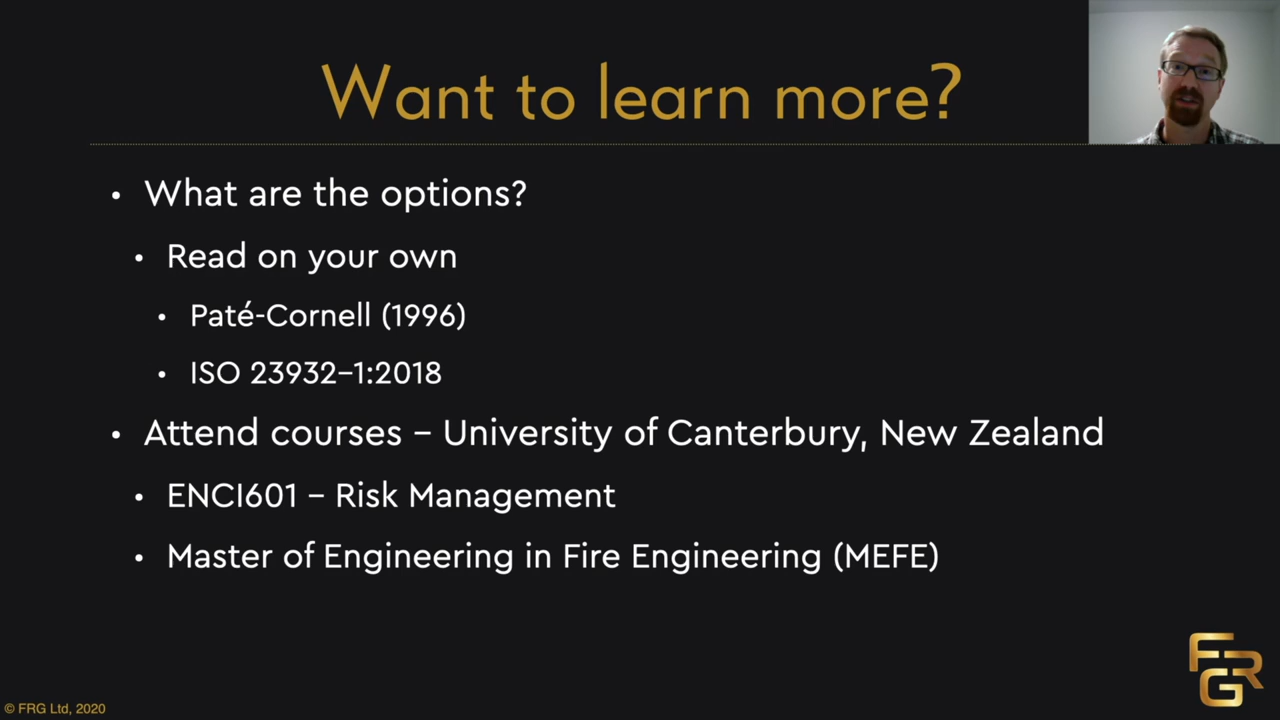 Want to learn more?
• What are the options?
• Read on your own
• Paté-Cornell (1996)
• ISO 23932-1:2018
• Attend courses – University of Canterbury, New Zealand
• ENCI601 – Risk Management
• Master of Engineering in Fire Engineering (MEFE)
FRG
© FRG Ltd, 2020